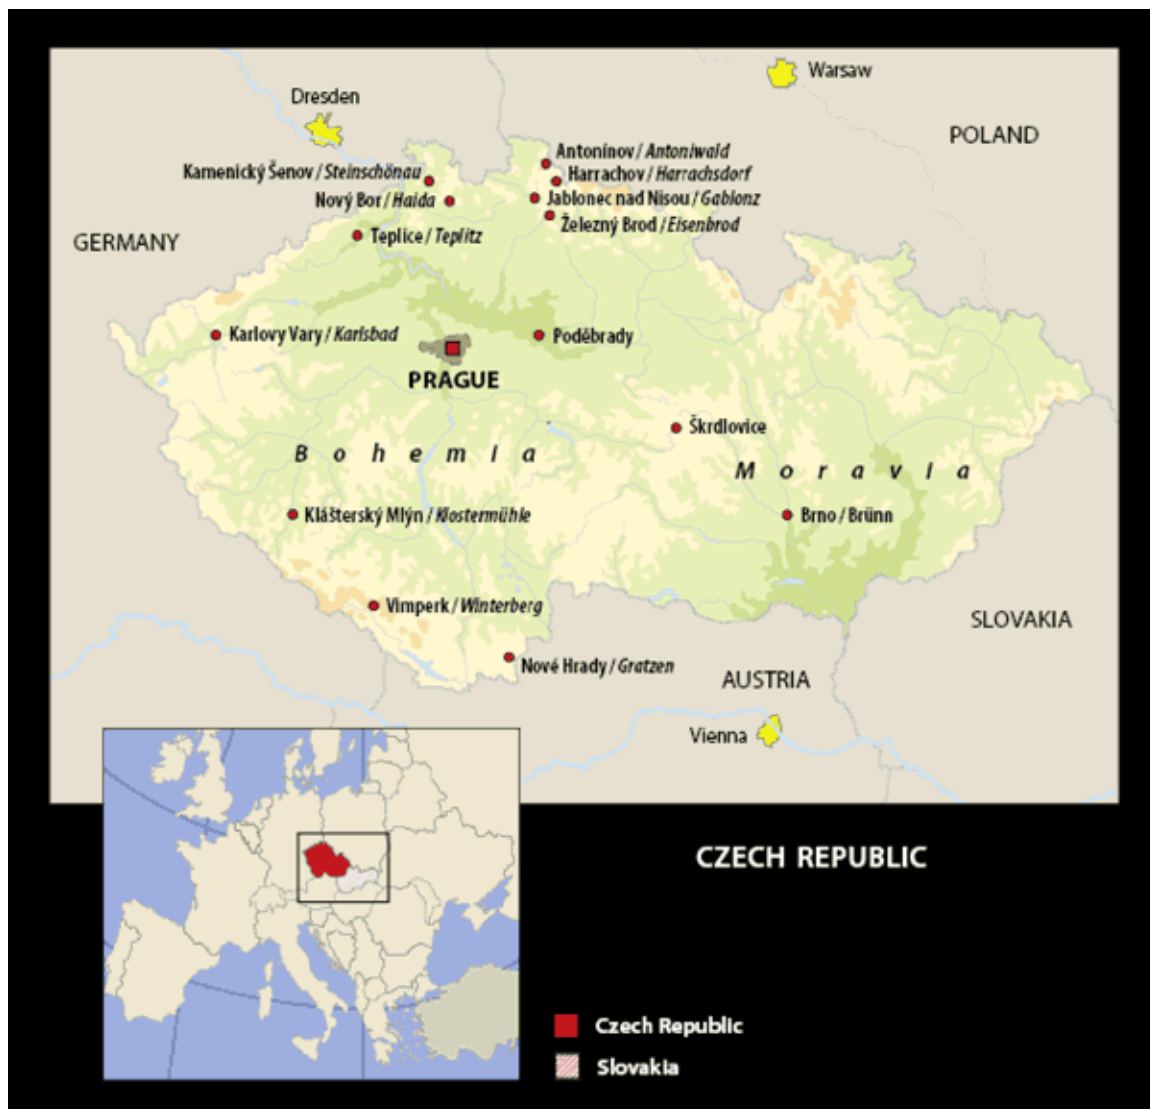 Warsaw
Dresden
POLAND
Antonínov / Antoniwald
Kamenický Šenov / Steinschönau
Harrachov / Harrachsdorf
Nový Bor / Haida
Jablonec nad Nisou / Gablonz
Železný Brod / Eisenbrod
GERMANY
Teplice / Teplitz
Karlovy Vary / Karlsbad
Poděbrady
PRAGUE
Škrdlovice
Bohemia
Moravia
Klášterský Mlýn / Klostermühle
Brno / Brünn
Vimperk / Winterberg
SLOVAKIA
Nové Hrady / Gratzen
AUSTRIA
Vienna
CZECH REPUBLIC
Czech Republic
Slovakia